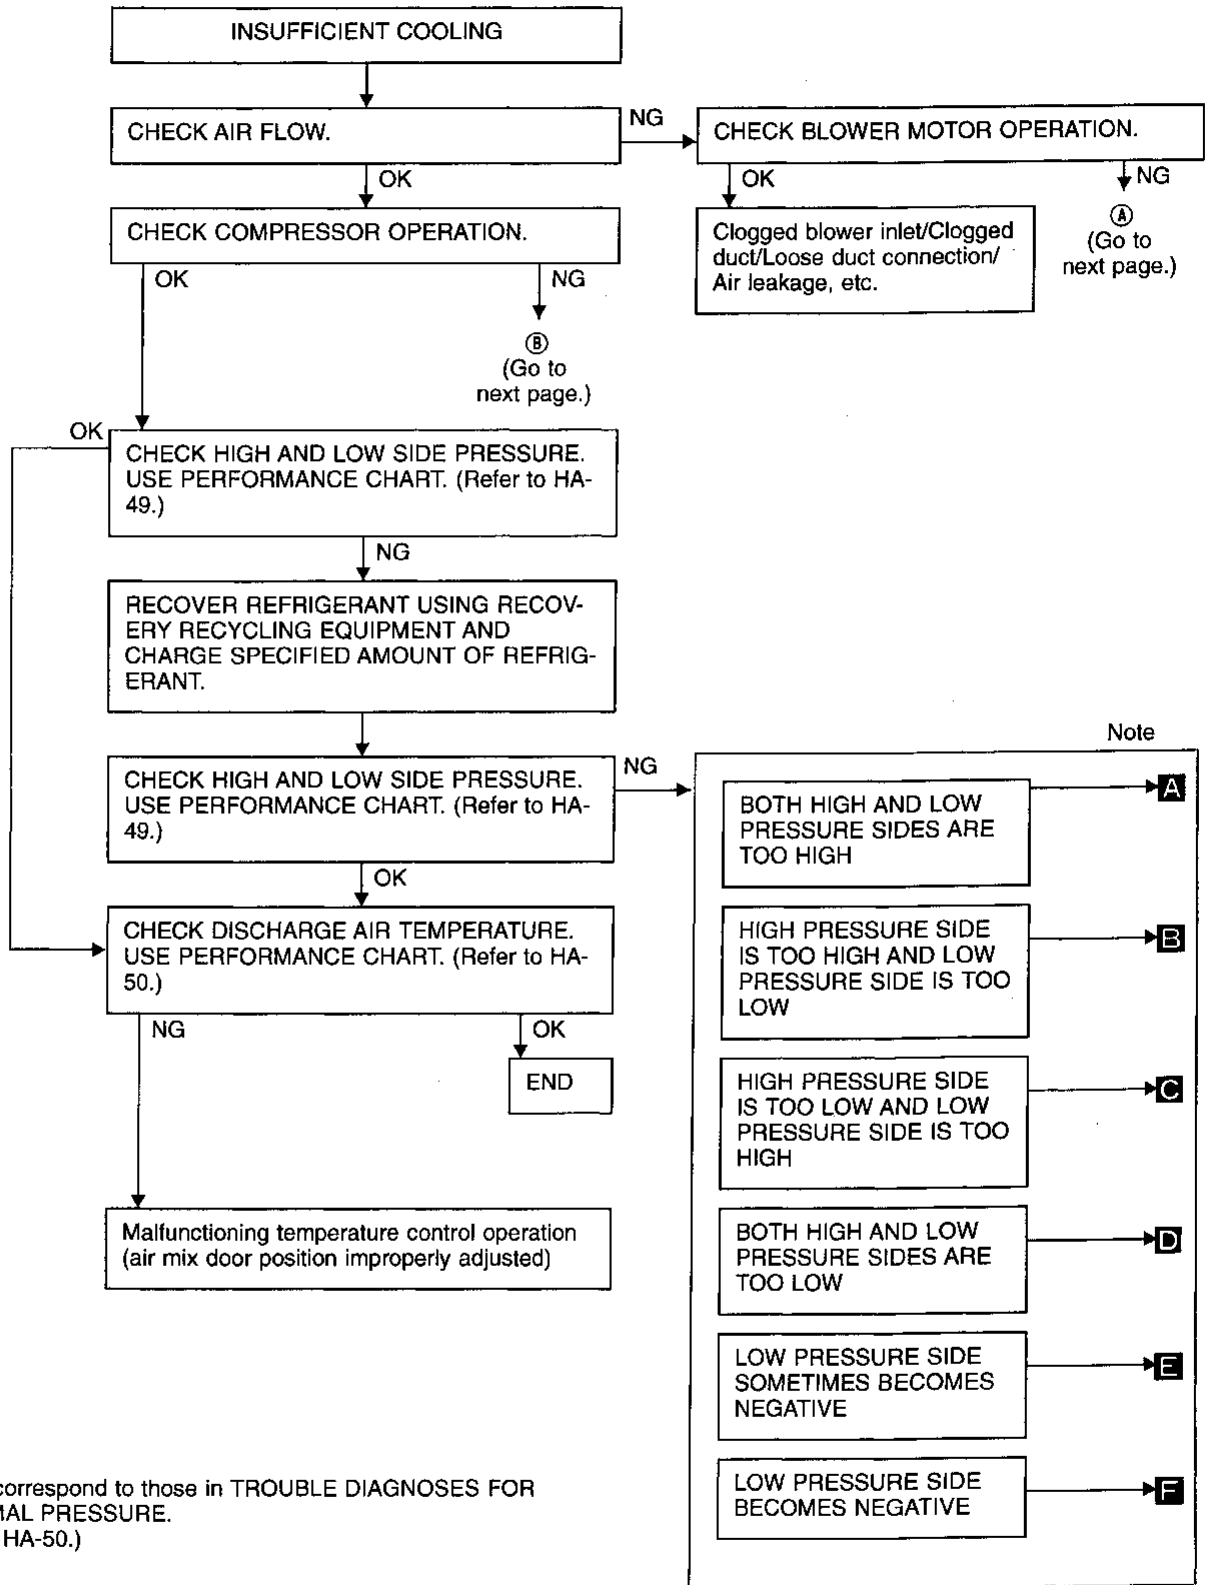 INSUFFICIENT COOLING
CHECK AIR FLOW.
NG
CHECK BLOWER MOTOR OPERATION.
OK
OK
NG
CHECK COMPRESSOR OPERATION.
Clogged blower inlet/Clogged
duct/Loose duct connection/
Air leakage, etc.
Ⓐ
(Go to
next page.)
OK
NG
Ⓑ
(Go to
next page.)
OK
CHECK HIGH AND LOW SIDE PRESSURE.
USE PERFORMANCE CHART. (Refer to HA-
49.)
NG
RECOVER REFRIGERANT USING RECOV-
ERY RECYCLING EQUIPMENT AND
CHARGE SPECIFIED AMOUNT OF REFRIG-
ERANT.
CHECK HIGH AND LOW SIDE PRESSURE.
USE PERFORMANCE CHART. (Refer to HA-
49.)
NG
OK
CHECK DISCHARGE AIR TEMPERATURE.
USE PERFORMANCE CHART. (Refer to HA-
50.)
NG
OK
END
Malfunctioning temperature control operation
(air mix door position improperly adjusted)
Note
BOTH HIGH AND LOW
PRESSURE SIDES ARE
TOO HIGH
A
HIGH PRESSURE SIDE
IS TOO HIGH AND LOW
PRESSURE SIDE IS TOO
LOW
B
HIGH PRESSURE SIDE
IS TOO LOW AND LOW
PRESSURE SIDE IS TOO
HIGH
C
BOTH HIGH AND LOW
PRESSURE SIDES ARE
TOO LOW
D
LOW PRESSURE SIDE
SOMETIMES BECOMES
NEGATIVE
E
LOW PRESSURE SIDE
BECOMES NEGATIVE
F
correspond to those in TROUBLE DIAGNOSES FOR
MAL PRESSURE.
HA-50.)